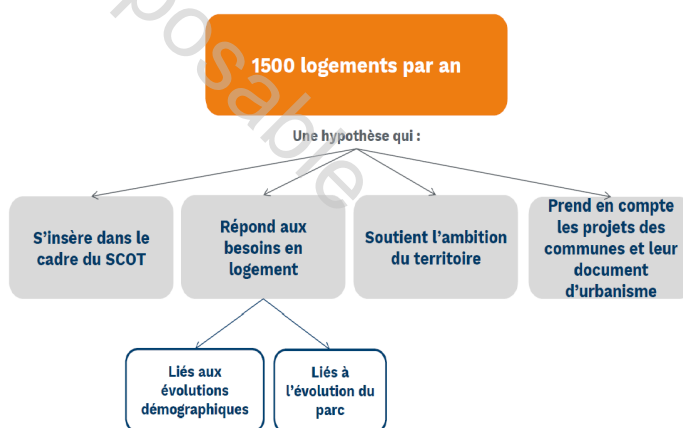 1500 logements par an
Une hypothèse qui :
S'insère dans le
cadre du SCOT
Répond aux
besoins en
logement
Soutient l'ambition
du territoire
Prend en compte
les projets des
communes et leur
document
d'urbanisme
Liés aux
évolutions
démographiques
Liés à
l'évolution du
parc
posable